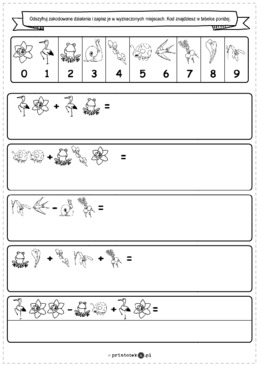 Odszyfruj zakodowane działania i zapisz je w wyznaczonych miejscach. Kod znajdziesz w tabelce poniżej.
0 1 2 3 4 5 6 7 8 9
+ =
+ =
- =
+ + + =
- + =
printoteka.pl